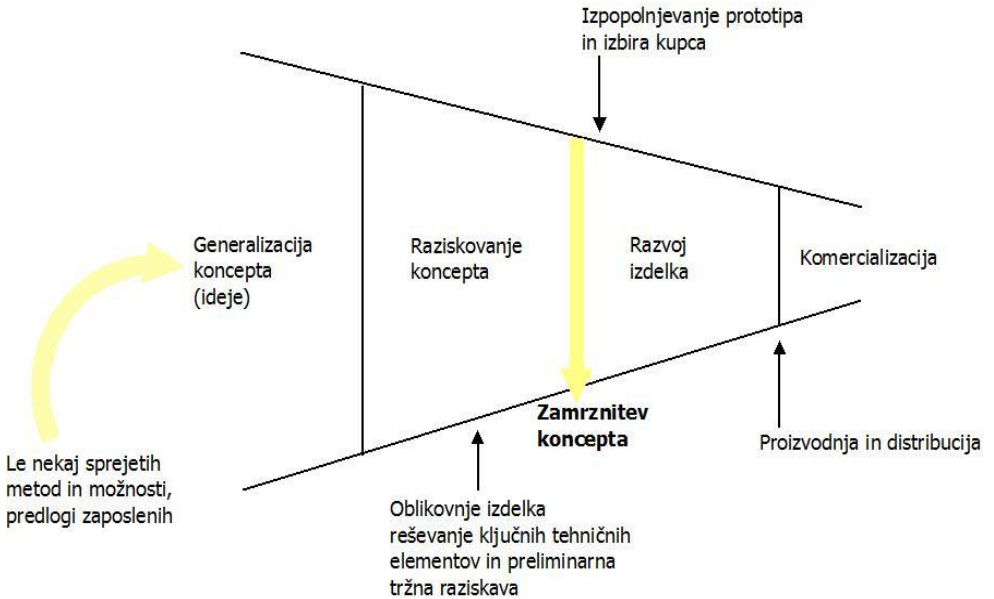 Izpopolnjevanje prototipa
in izbira kupca
Generalizacija
koncepta
(ideje)
Raziskovanje
koncepta
Razvoj
izdelka
Komercializacija
Zamrznitev
koncepta
Proizvodnja in distribucija
Le nekaj sprejetih
metod in možnosti,
predlogi zaposlenih
Oblikovnje izdelka
reševanje ključnih tehničnih
elementov in preliminarna
tržna raziskava